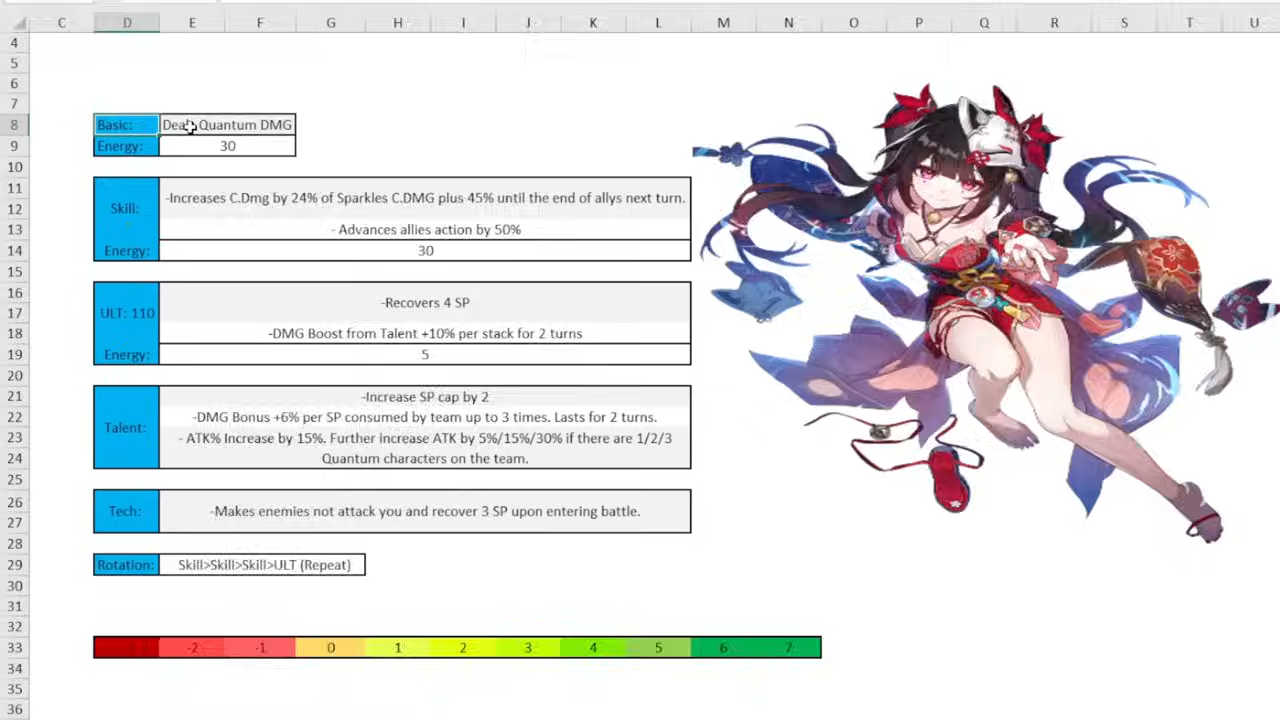 C D E F G H I J K L M N O P Q R S T U
4
5
6
7
8 Basic: Deals Quantum DMG
9 Energy: 30
10
11
Skill: -Increases C.Dmg by 24% of Sparkles C.DMG plus 45% until the end of allys next turn.
12
13 - Advances allies action by 50%
14 Energy: 30
15
16
ULT: 110 -Recovers 4 SP
17
18 -DMG Boost from Talent +10% per stack for 2 turns
19 Energy: 5
20
21 -Increase SP cap by 2
22 -DMG Bonus +6% per SP consumed by team up to 3 times. Lasts for 2 turns.
Talent:
23 - ATK% Increase by 15%. Further increase ATK by 5%/15%/30% if there are 1/2/3
24 Quantum characters on the team.
25
26
Tech: -Makes enemies not attack you and recover 3 SP upon entering battle.
27
28
29 Rotation: Skill>Skill>Skill>ULT (Repeat)
30
31
32
33 -2 -1 0 1 2 3 4 5 6 7
34
35
36